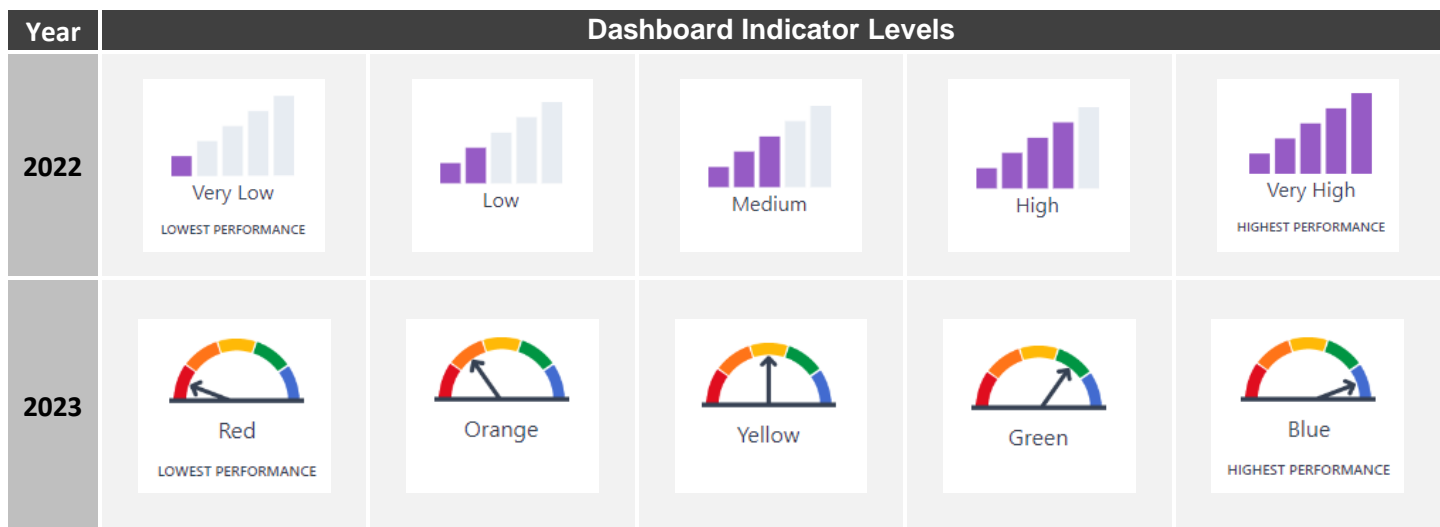 Year Dashboard Indicator Levels
2022
Very Low
LOWEST PERFORMANCE
Low
Medium
High
Very High
HIGHEST PERFORMANCE
2023
Red
LOWEST PERFORMANCE
Orange
Yellow
Green
Blue
HIGHEST PERFORMANCE